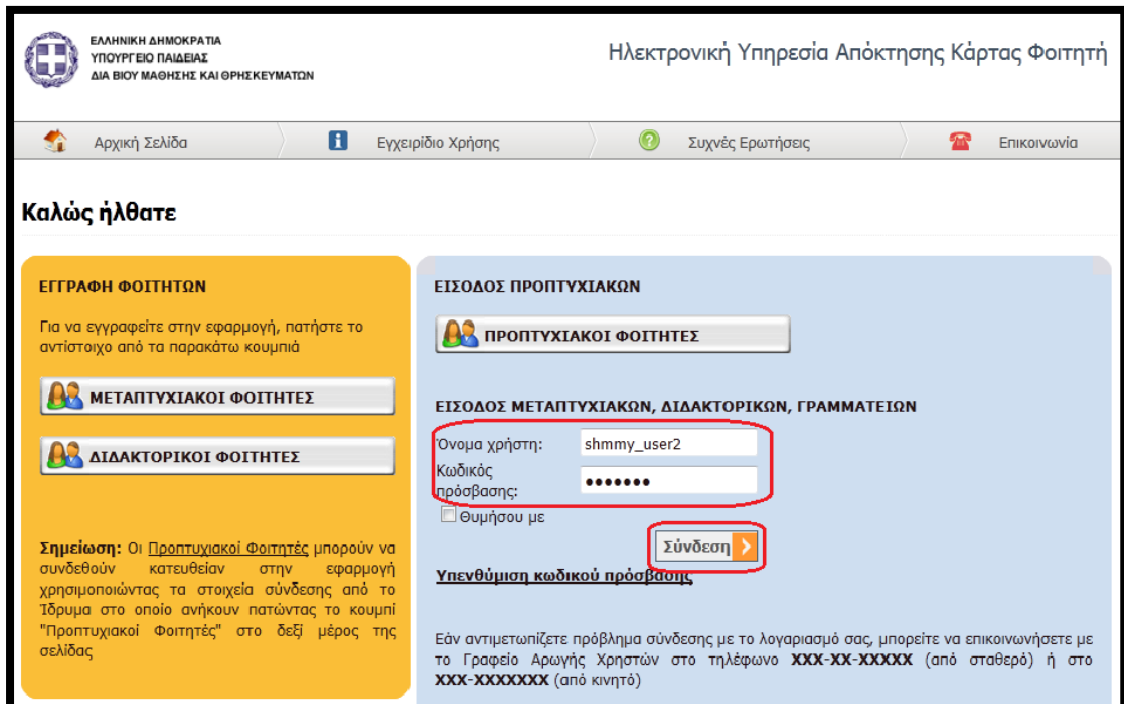 ΕΛΛΗΝΙΚΗ ΔΗΜΟΚΡΑΤΙΑ
ΥΠΟΥΡΓΕΙΟ ΠΑΙΔΕΙΑΣ
ΔΙΑ ΒΙΟΥ ΜΑΘΗΣΗΣ ΚΑΙ ΘΡΗΣΚΕΥΜΑΤΩΝ
Ηλεκτρονική Υπηρεσία Απόκτησης Κάρτας Φοιτητή
Αρχική Σελίδα
Εγχειρίδιο Χρήσης
Συχνές Ερωτήσεις
Επικοινωνία
Καλώς ήλθατε
ΕΓΓΡΑΦΗ ΦΟΙΤΗΤΩΝ
Για να εγγραφείτε στην εφαρμογή, πατήστε το
αντίστοιχο από τα παρακάτω κουμπιά
ΜΕΤΑΠΤΥΧΙΑΚΟΙ ΦΟΙΤΗΤΕΣ
ΔΙΔΑΚΤΟΡΙΚΟΙ ΦΟΙΤΗΤΕΣ
Σημείωση: Οι Προπτυχιακοί Φοιτητές μπορούν να
συνδεθούν κατευθείαν στην εφαρμογή
χρησιμοποιώντας τα στοιχεία σύνδεσης από το
Ίδρυμα στο οποίο ανήκουν πατώντας το κουμπί
"Προπτυχιακοί Φοιτητές" στο δεξί μέρος της
σελίδας
ΕΙΣΟΔΟΣ ΠΡΟΠΤΥΧΙΑΚΩΝ
ΠΡΟΠΤΥΧΙΑΚΟΙ ΦΟΙΤΗΤΕΣ
ΕΙΣΟΔΟΣ ΜΕΤΑΠΤΥΧΙΑΚΩΝ, ΔΙΔΑΚΤΟΡΙΚΩΝ, ΓΡΑΜΜΑΤΕΙΩΝ
Όνομα χρήστη: shmmy_user2
Κωδικός
πρόσβασης: •••••••
Θυμήσου με
Σύνδεση
Υπενθύμιση κωδικού πρόσβασης
Εάν αντιμετωπίζετε πρόβλημα σύνδεσης με το λογαριασμό σας, μπορείτε να επικοινωνήσετε με
το Γραφείο Αρωγής Χρηστών στο τηλέφωνο XXX-XX-XXXXX (από σταθερό) ή στο
XXX-XXXXXXX (από κινητό)